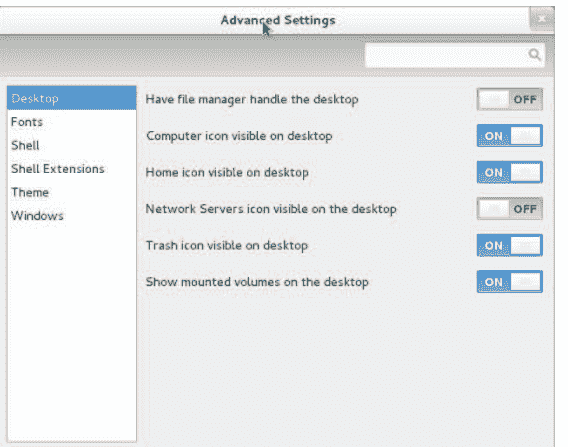 Advanced Settings
Desktop
Fonts
Shell
Shell Extensions
Theme
Windows
Have file manager handle the desktop OFF
Computer icon visible on desktop ON
Home icon visible on desktop ON
Network Servers icon visible on the desktop OFF
Trash icon visible on desktop ON
Show mounted volumes on the desktop ON